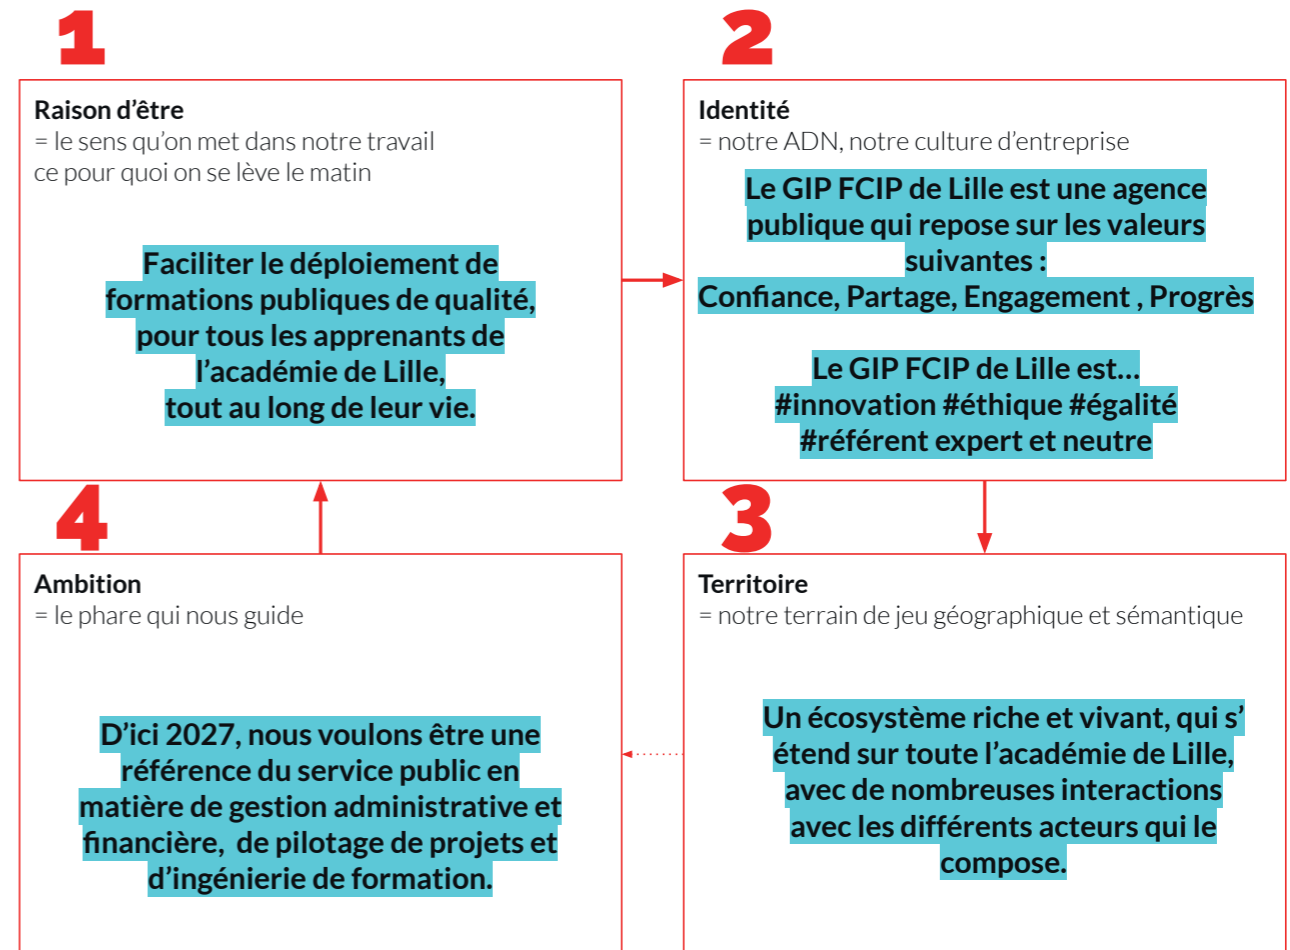 1
Raison d'être
= le sens qu'on met dans notre travail
ce pour quoi on se lève le matin
Faciliter le déploiement de
formations publiques de qualité,
pour tous les apprenants de
l'académie de Lille,
tout au long de leur vie.
2
Identité
= notre ADN, notre culture d'entreprise
Le GIP FCIP de Lille est une agence
publique qui repose sur les valeurs
suivantes :
Confiance, Partage, Engagement , Progrès
Le GIP FCIP de Lille est...
#innovation #éthique #égalité
#référent expert et neutre
4
Ambition
= le phare qui nous guide
D'ici 2027, nous voulons être une
référence du service public en
matière de gestion administrative et
financière, de pilotage de projets et
d'ingénierie de formation.
3
Territoire
= notre terrain de jeu géographique et sémantique
Un écosystème riche et vivant, qui s'
étend sur toute l'académie de Lille,
avec de nombreuses interactions
avec les différents acteurs qui le
compose.